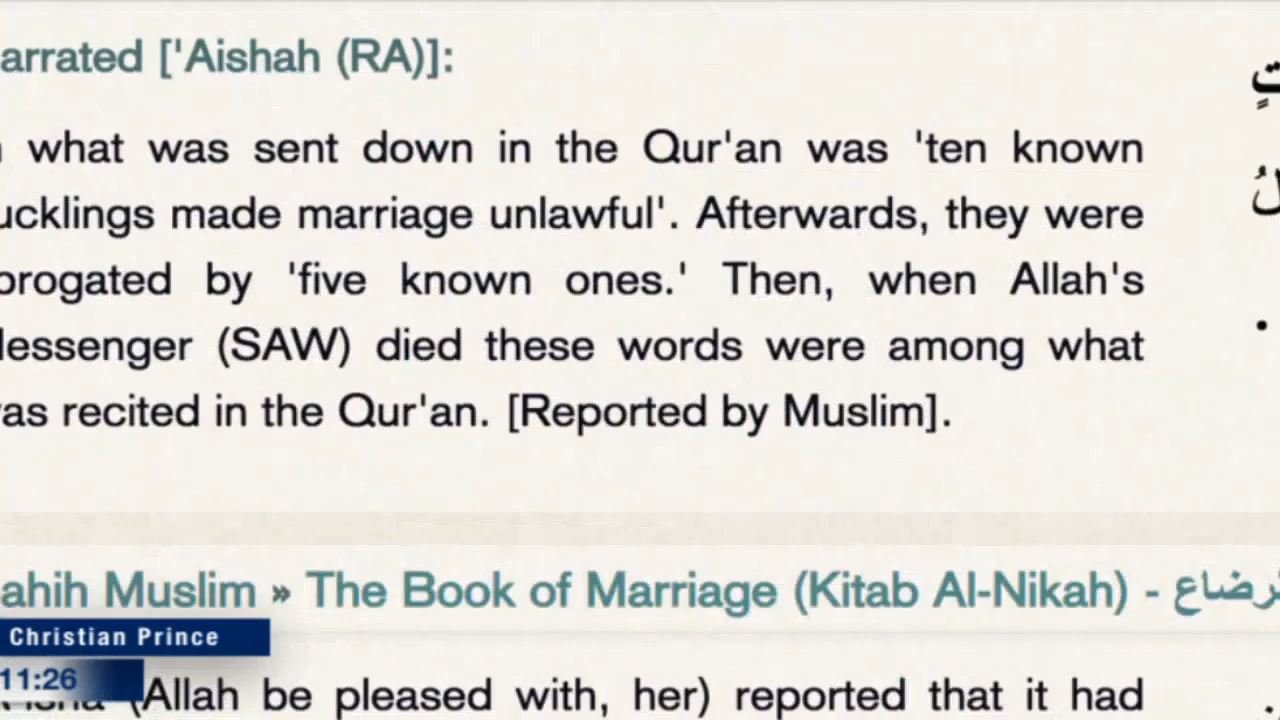 arrated ['Aishah (RA)]:
what was sent down in the Qur'an was 'ten known
ucklings made marriage unlawful'. Afterwards, they were
brogated by 'five known ones.' Then, when Allah's
lessenger (SAW) died these words were among what
as recited in the Qur'an. [Reported by Muslim].
ahih Muslim » The Book of Marriage (Kitab Al-Nikah) - رضاع
Christian Prince
11:26
(Allah be pleased with, her) reported that it had